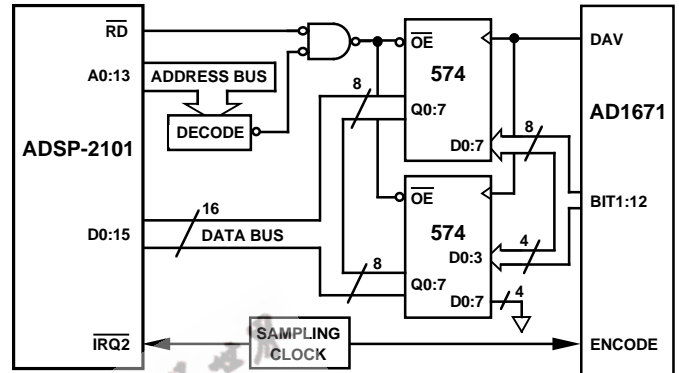 RD
A0:13
ADDRESS BUS
DECODE
ADSP-2101
D0:15
16
DATA BUS
IRQ2
SAMPLING
CLOCK
8
OE
574
Q0:7
D0:7
8
OE
574
D0:3
4
Q0:7
8
D0:7
4
DAV
AD1671
BIT1:12
ENCODE